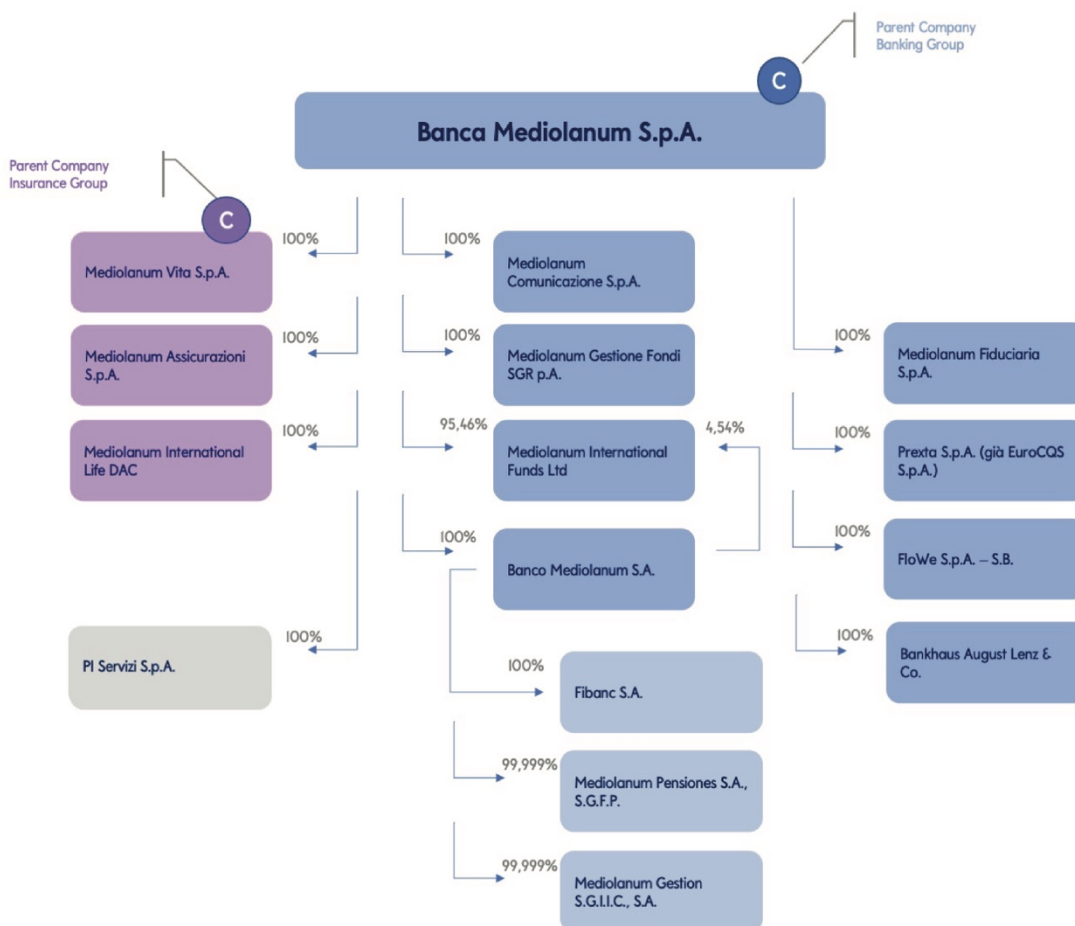 Parent Company
Banking Group
C
Banca Mediolanum S.p.A.
Parent Company
Insurance Group
C
100%
Mediolanum Vita S.p.A.
100%
Mediolanum
Comunicazione S.p.A.
100%
Mediolanum Assicurazioni
S.p.A.
100%
Mediolanum Gestione Fondi
SGR p.A.
100%
Mediolanum Fiduciaria
S.p.A.
100%
Mediolanum International
Life DAC
95,46%
Mediolanum International
Funds Ltd
4,54%
100%
Prexta S.p.A. (già EuroCQS
S.p.A.)
100%
Banco Mediolanum S.A.
100%
FloWe S.p.A. – S.B.
100%
PI Servizi S.p.A.
100%
Bankhaus August Lenz &
Co.
100%
Fibanc S.A.
99,999%
Mediolanum Pensiones S.A.,
S.G.F.P.
99,999%
Mediolanum Gestion
S.G.I.I.C., S.A.